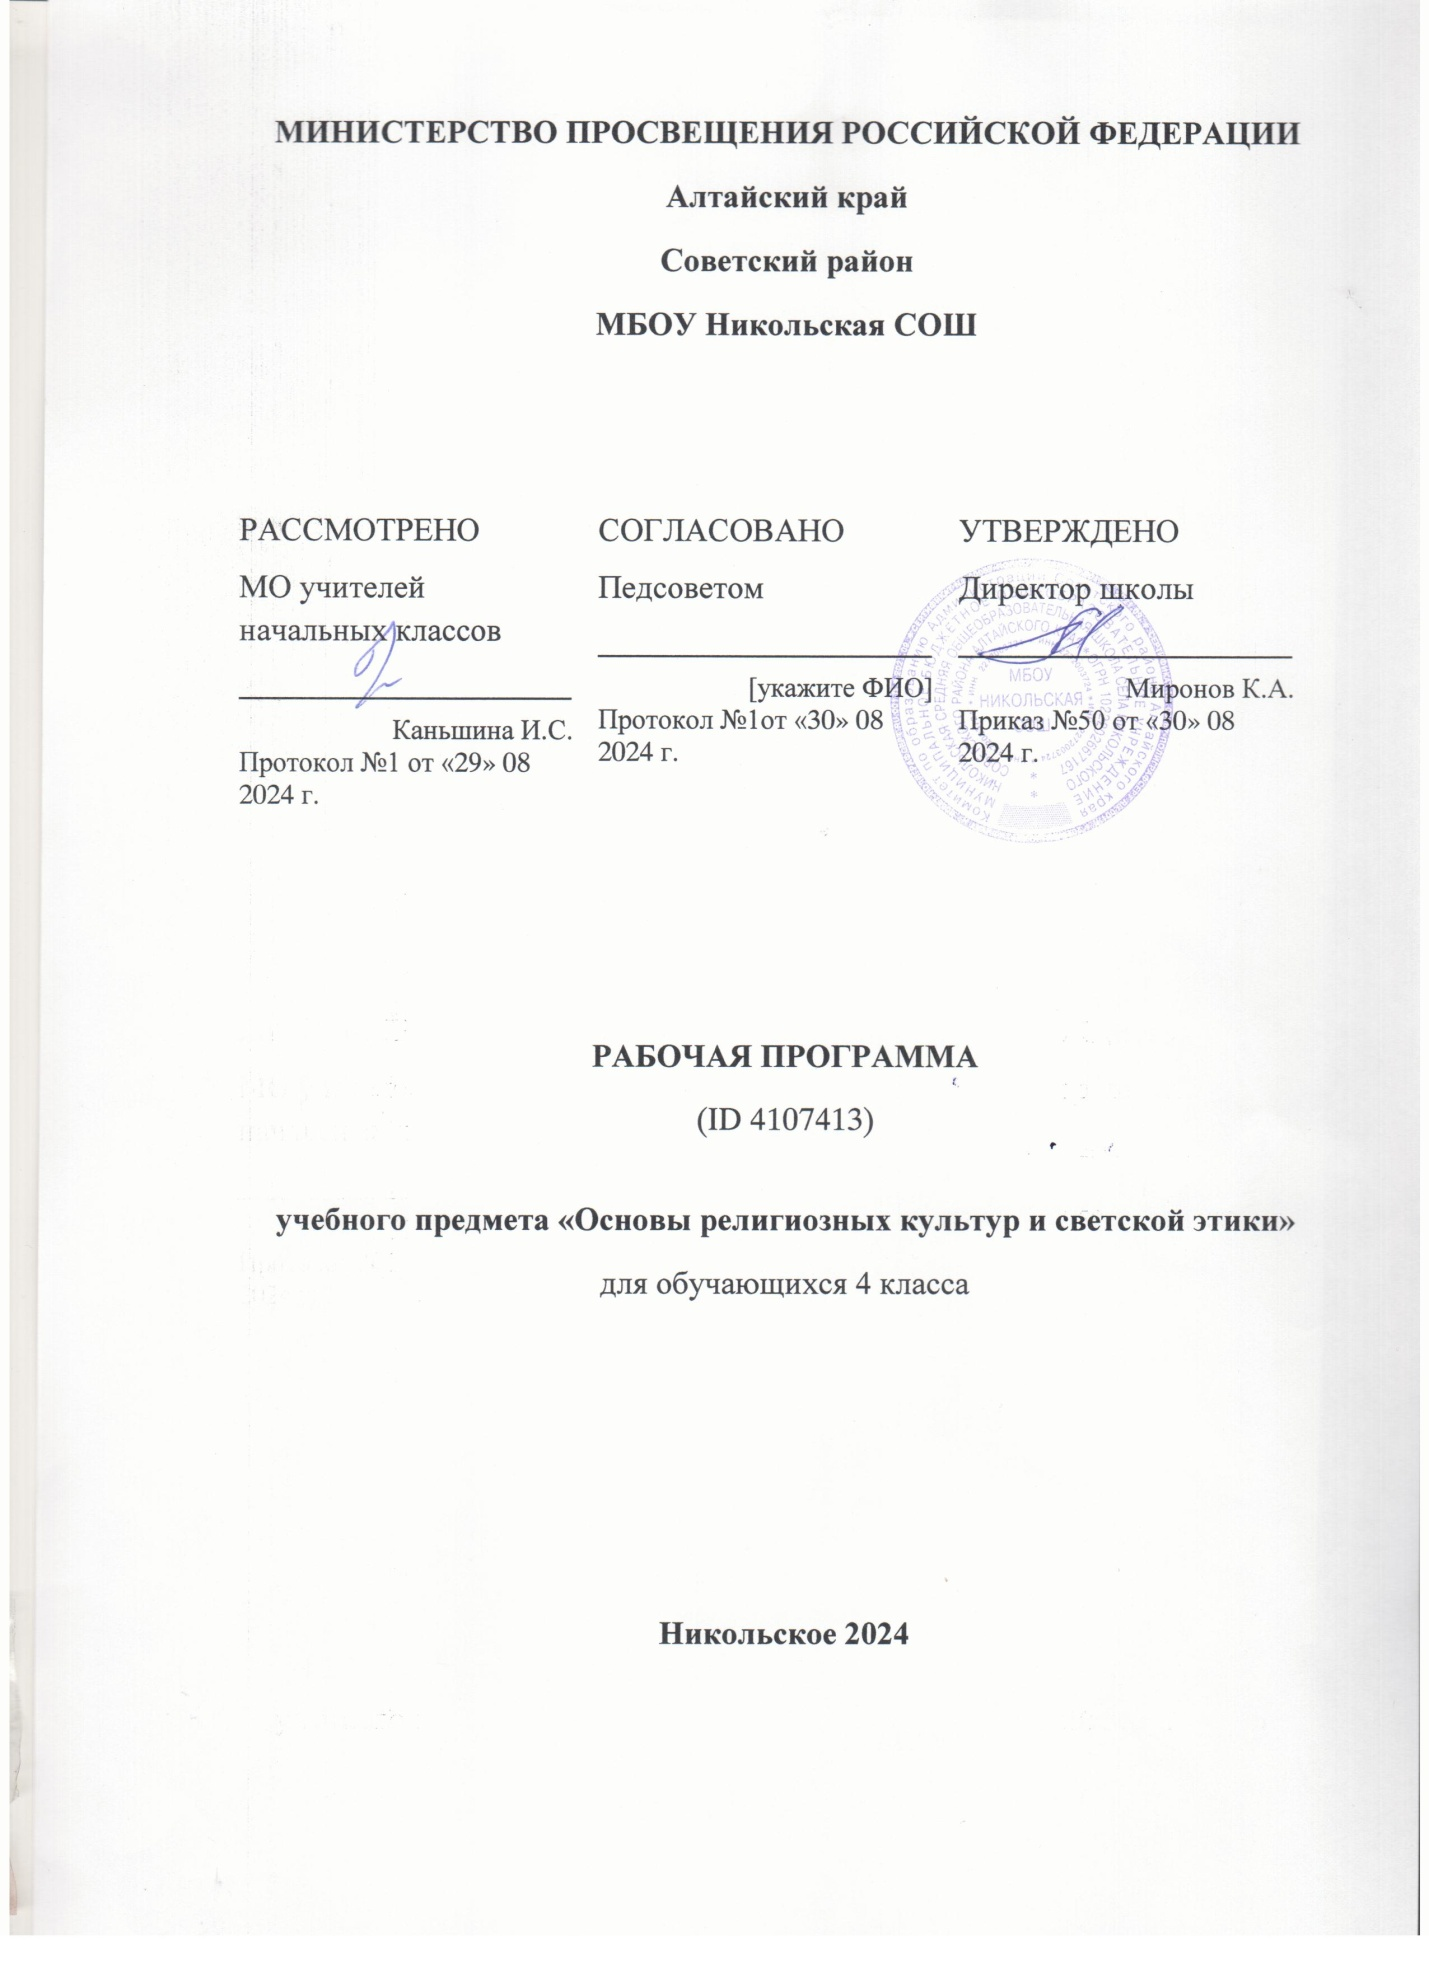 МИНИСТЕРСТВО ПРОСВЕЩЕНИЯ РОССИЙСКОЙ ФЕДЕРАЦИИ
Алтайский край
Советский район
МБОУ Никольская СОШ
РАССМОТРЕНО
МО учителей
начальных классов
Каньшина И.С.
Протокол №1 от «29» 08
2024 г.
СОГЛАСОВАНО
Педсоветом
[укажите ФИО]
Протокол №1от «30» 08
2024 г.
УТВЕРЖДЕНО
Директор школы
Миронов К.А.
Приказ №50 от «30» 08
2024 г.
МБОУ
НИКОЛЬСКАЯ
СОШ
РАБОЧАЯ ПРОГРАММА
(ID 4107413)
учебного предмета «Основы религиозных культур и светской этики»
для обучающихся 4 класса
Никольское 2024